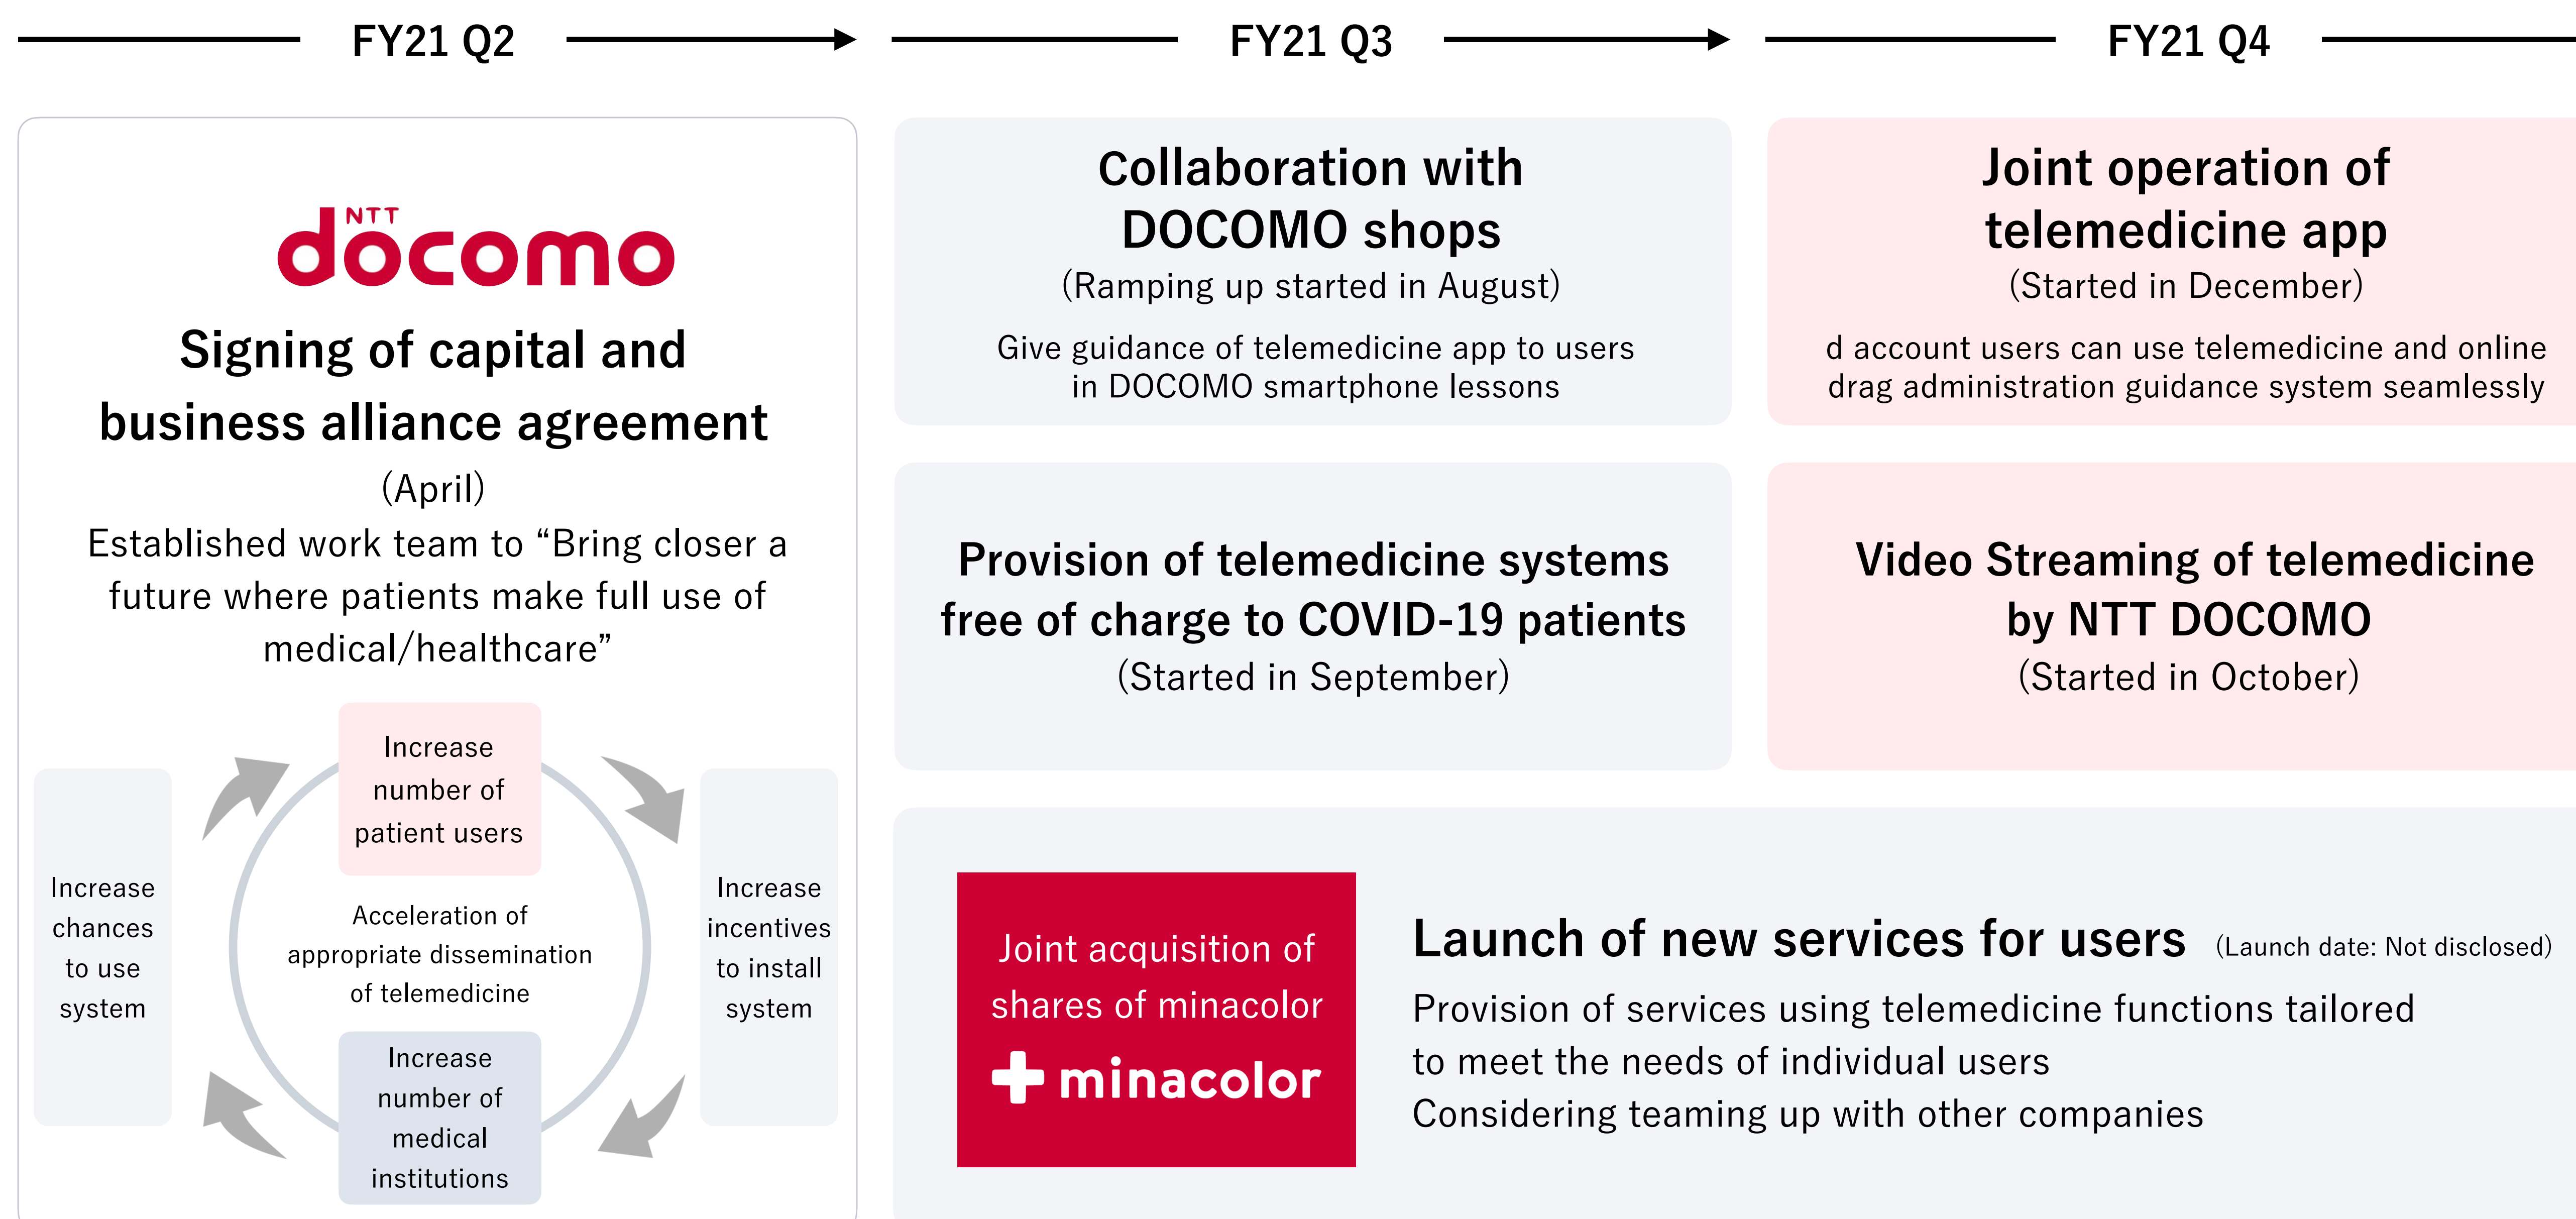 FY21 Q2
FY21 Q3
FY21 Q4
NTT
docomo
Signing of capital and
business alliance agreement
(April)
Established work team to “Bring closer a
future where patients make full use of
medical/healthcare”
Increase
number of
patient users
Increase
chances
to use
system
Acceleration of
appropriate dissemination
of telemedicine
Increase
incentives
to install
system
Increase
number of
medical
institutions
Collaboration with
DOCOMO shops
(Ramping up started in August)
Give guidance of telemedicine app to users
in DOCOMO smartphone lessons
Joint operation of
telemedicine app
(Started in December)
d account users can use telemedicine and online
drag administration guidance system seamlessly
Provision of telemedicine systems
free of charge to COVID-19 patients
(Started in September)
Video Streaming of telemedicine
by NTT DOCOMO
(Started in October)
Joint acquisition of
shares of minacolor
minacolor
Launch of new services for users (Launch date: Not disclosed)
Provision of services using telemedicine functions tailored
to meet the needs of individual users
Considering teaming up with other companies